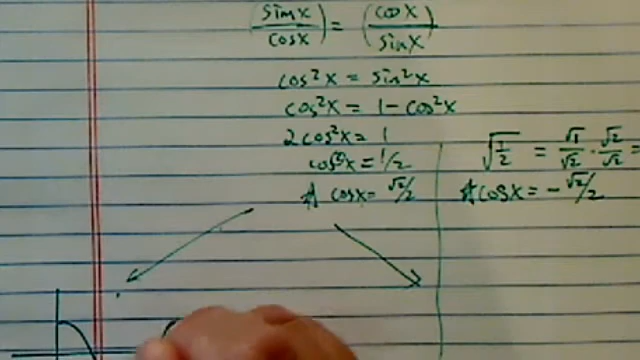 (sinx/cosx) = (cosx/sinx)
cos²x = sin²x
cos²x = 1 - cos²x
2cos²x = 1
cos²x = 1/2
cosx = √2/2
√(1/2) = √1/√2 · √2/√2 =
cosx = -√2/2